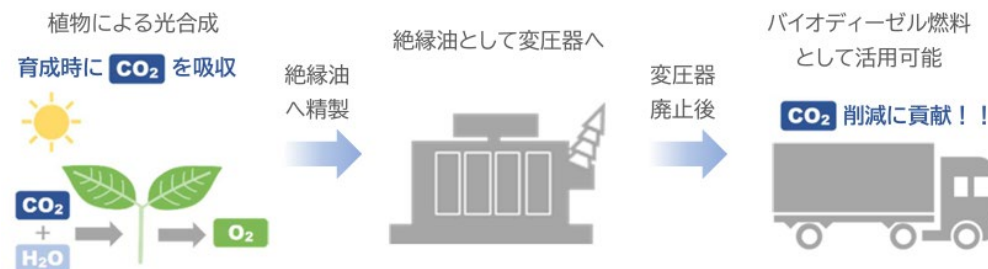 植物による光合成
育成時に CO₂ を吸収
CO₂
+
H₂O
O₂
絶縁油
へ精製
絶縁油として変圧器へ
変圧器
廃止後
バイオディーゼル燃料
として活用可能
CO₂ 削減に貢献！！